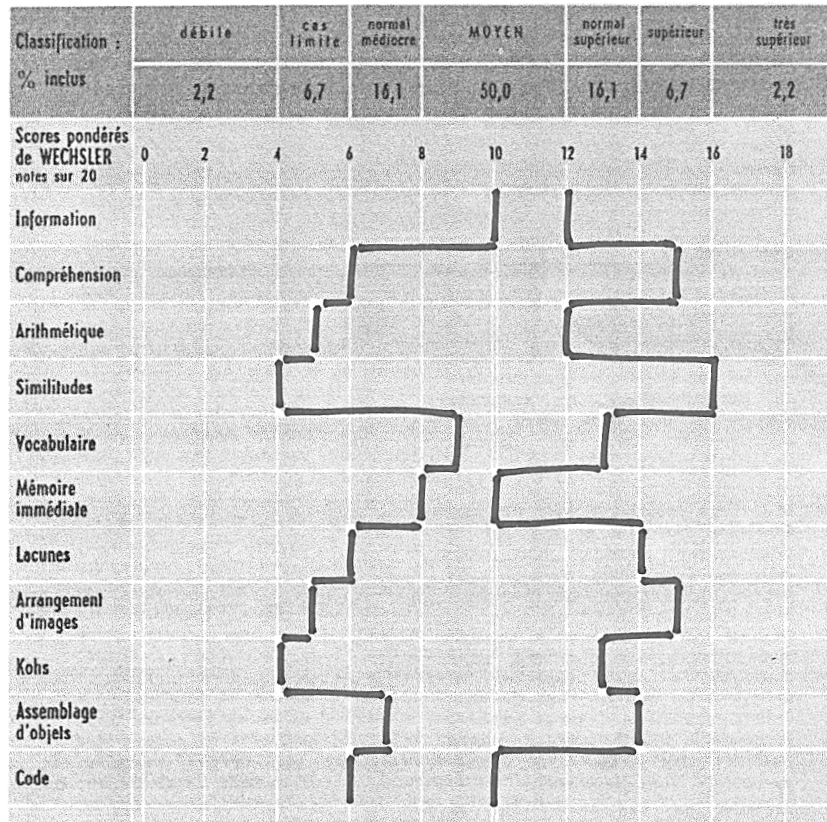 Classification :
débile
cas limite
normal médiocre
MOYEN
normal supérieur
supérieur
très supérieur
% inclus
2,2
6,7
16,1
50,0
16,1
6,7
2,2
Scores pondérés
de WECHSLER
notes sur 20
0 2 4 6 8 10 12 14 16 18
Information
Compréhension
Arithmétique
Similitudes
Vocabulaire
Mémoire
immédiate
Lacunes
Arrangement
d'images
Kohs
Assemblage
d'objets
Code